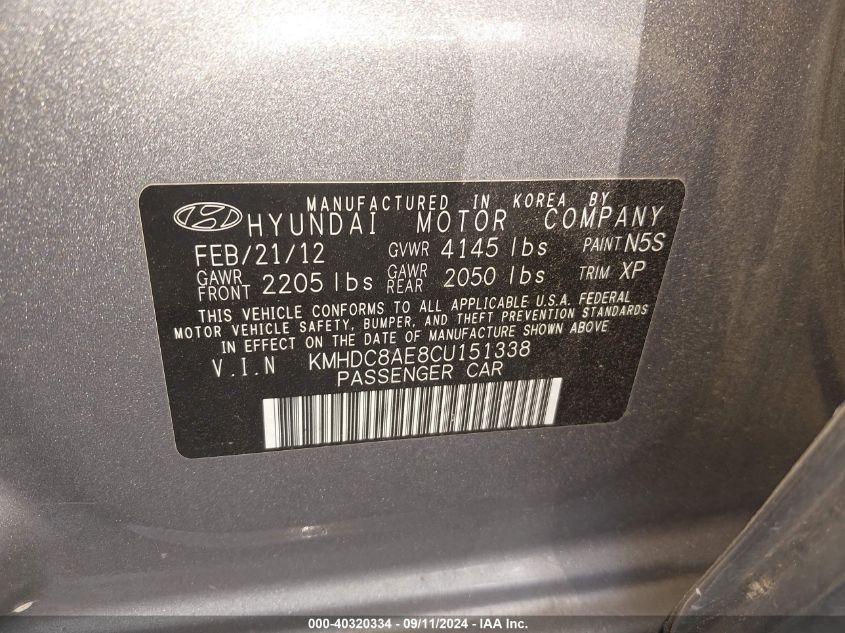 MANUFACTURED IN KOREA BY
HYUNDAI MOTOR COMPANY
FEB/21/12 GVWR 4145 lbs PAINT N5S
GAWR FRONT 2205 lbs GAWR REAR 2050 lbs TRIM XP
THIS VEHICLE CONFORMS TO ALL APPLICABLE U.S.A. FEDERAL
MOTOR VEHICLE SAFETY, BUMPER, AND THEFT PREVENTION STANDARDS
IN EFFECT ON THE DATE OF MANUFACTURE SHOWN ABOVE
V.I.N KMHDC8AE8CU151338
PASSENGER CAR
000-40320334 - 09/11/2024 - IAA Inc.